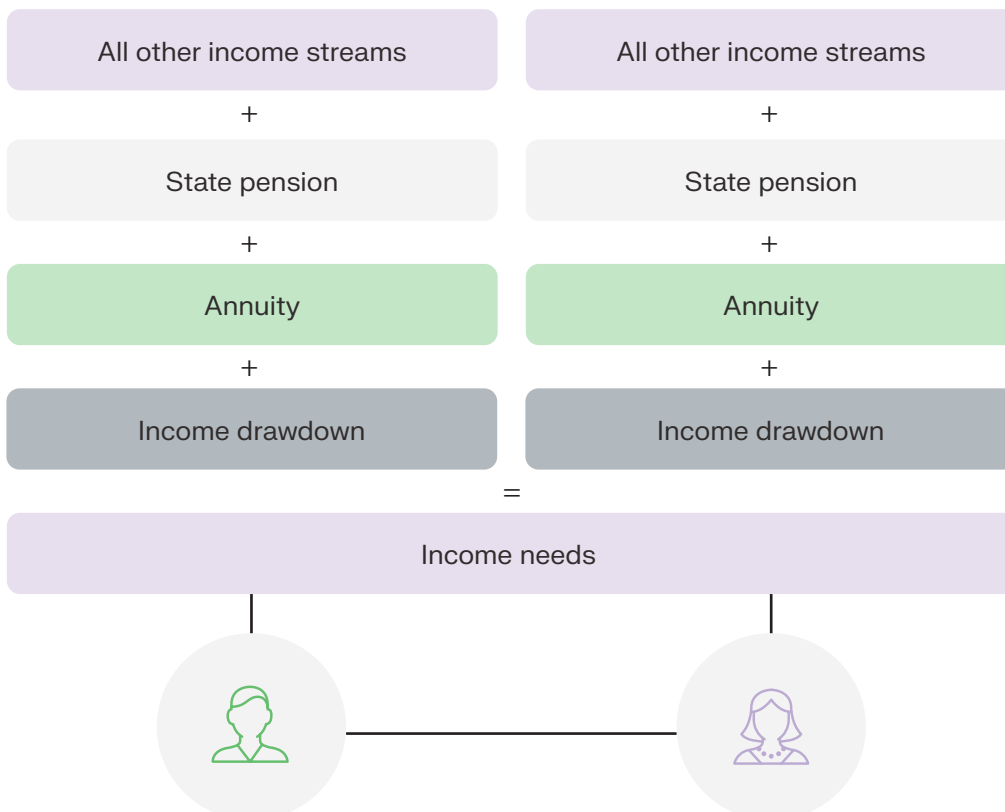 All other income streams All other income streams
+ +
State pension State pension
+ +
Annuity Annuity
+ +
Income drawdown Income drawdown
=
Income needs